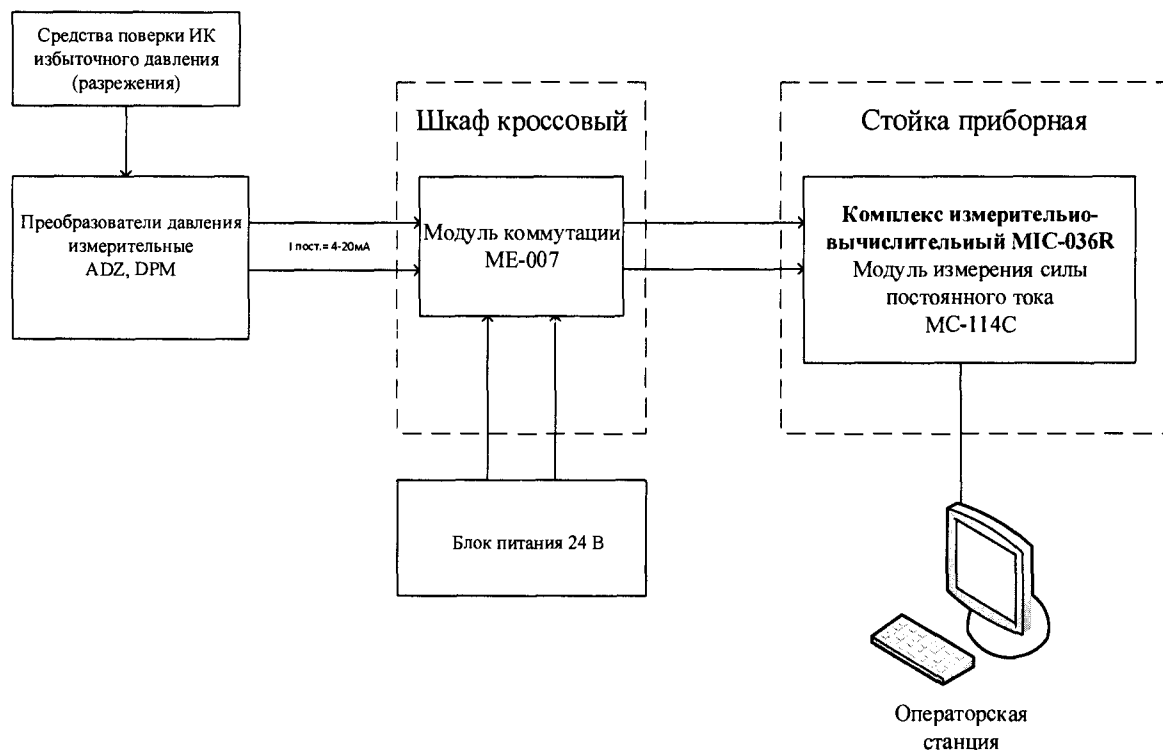 Средства поверки ИК
избыточного давления
(разрежения)
Шкаф кроссовый
Стойка приборная
Преобразователи давления
измерительные
ADZ, DPM
I пост.= 4-20мА
Модуль коммутации
МЕ-007
Комплекс измерительно-
вычислительный MIC-036R
Модуль измерения силы
постоянного тока
МС-114С
Блок питания 24 В
Операторская
станция